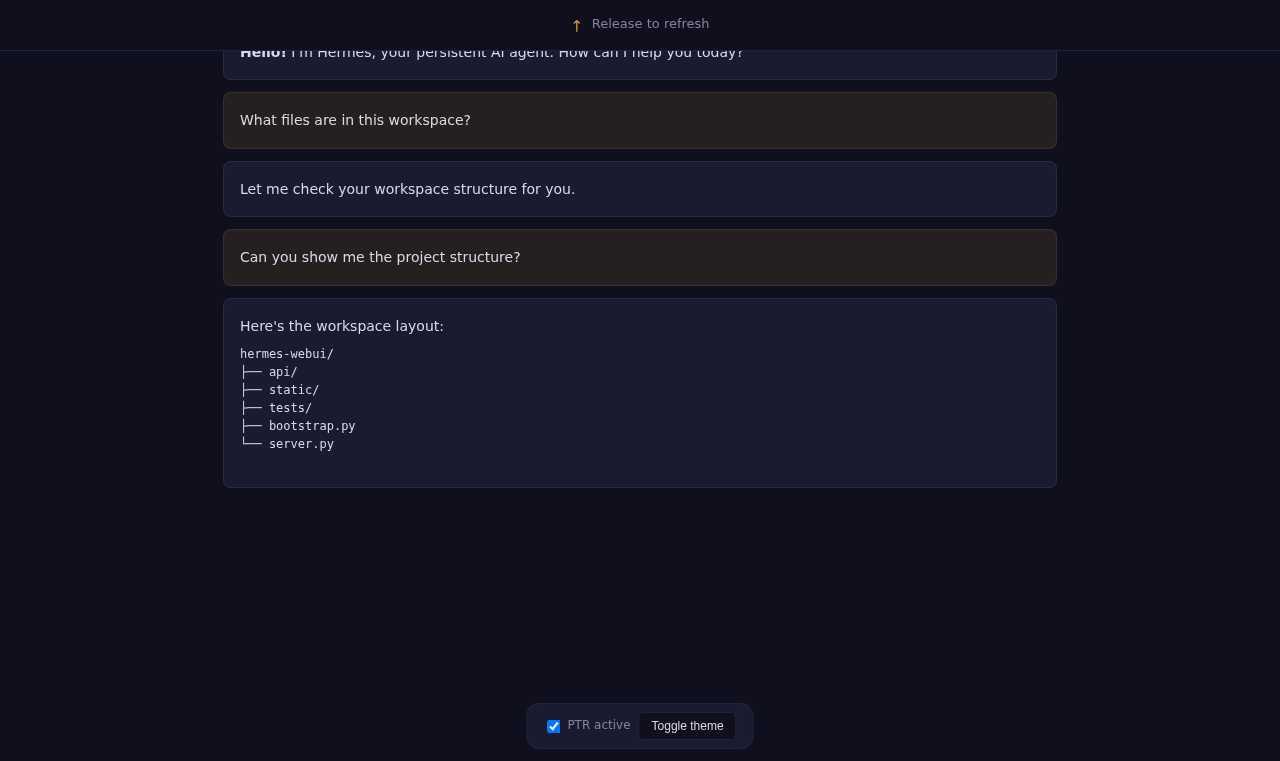 ↑ Release to refresh
Hello! I'm Hermes, your persistent AI agent. How can I help you today?
What files are in this workspace?
Let me check your workspace structure for you.
Can you show me the project structure?
Here's the workspace layout:
hermes-webui/
├── api/
├── static/
├── tests/
├── bootstrap.py
└── server.py
PTR active Toggle theme